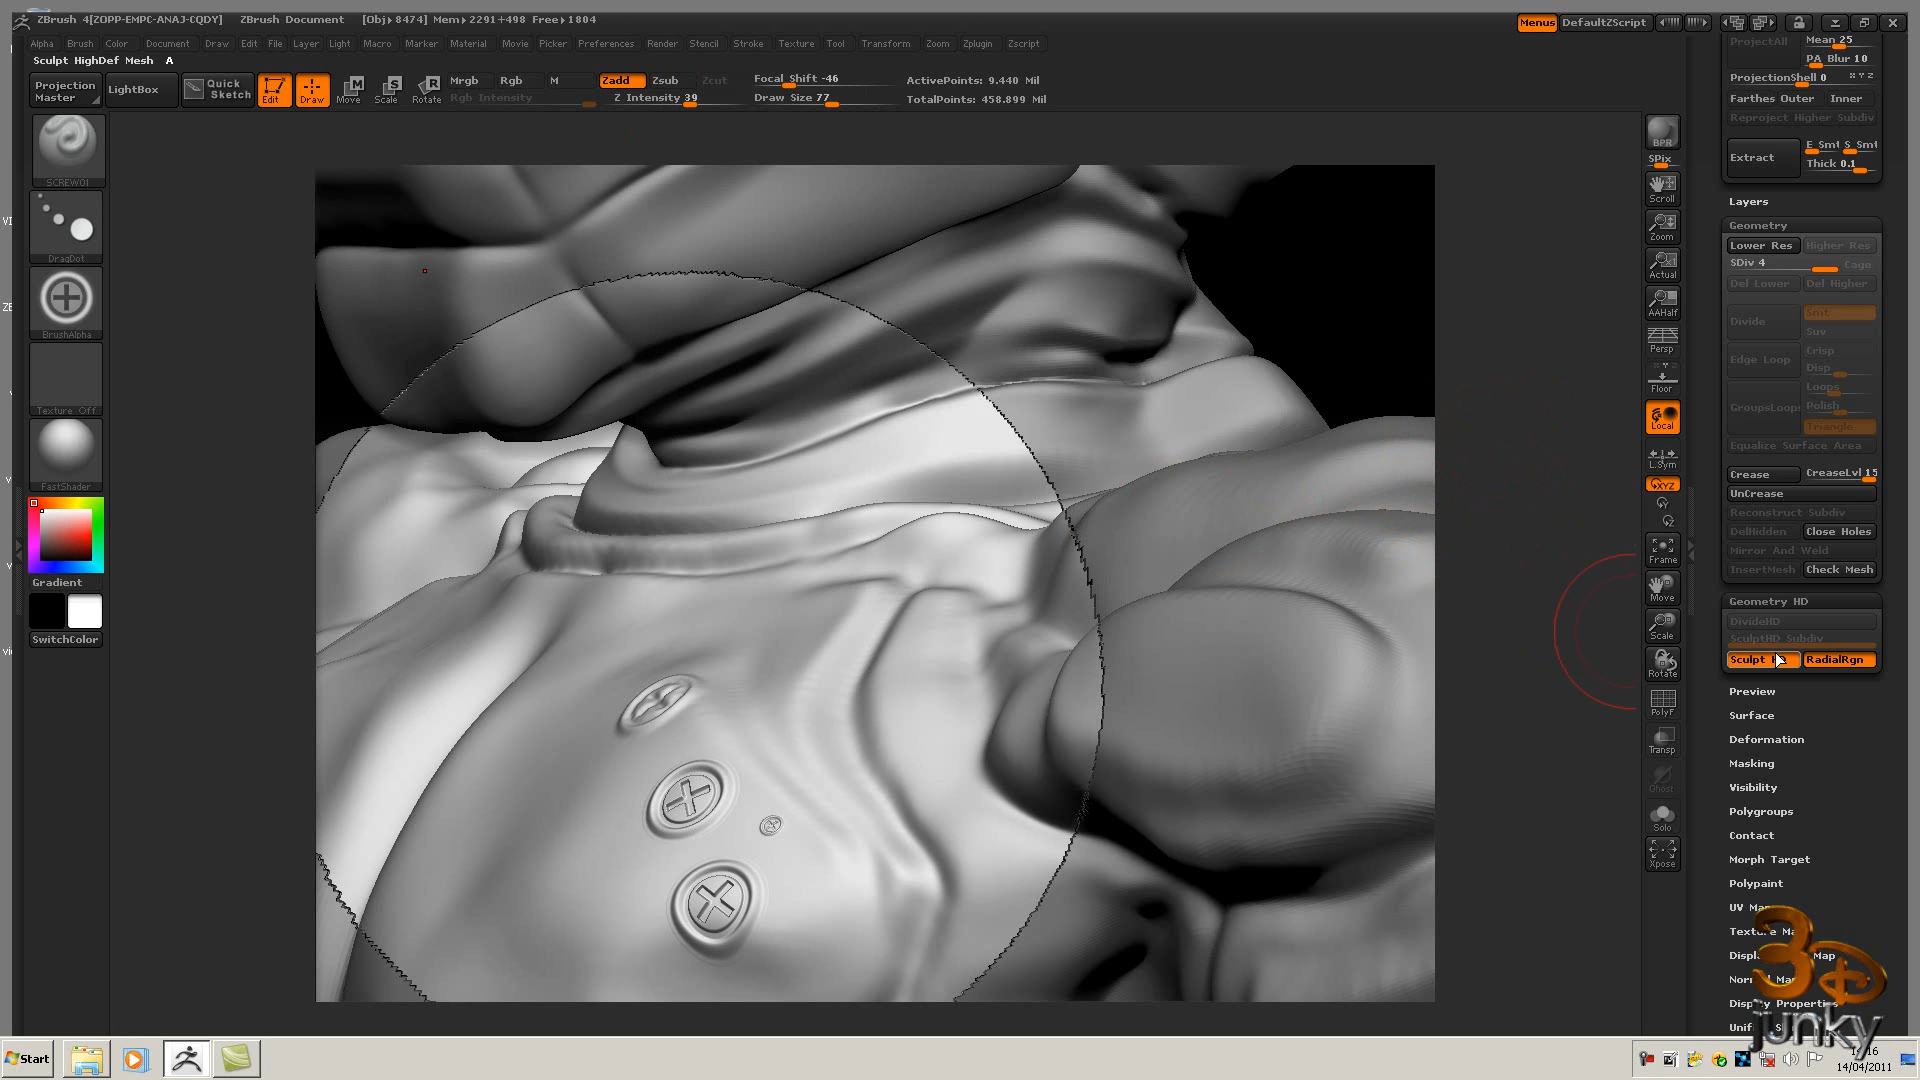 ZBrush 4[ZOPP-EMPC-ANAJ-CQDY] ZBrush Document [Obj▸8474] Mem▸2291+498 Free▸1804 Menus DefaultZScript
Alpha Brush Color Document Draw Edit File Layer Light Macro Marker Material Movie Picker Preferences Render Stencil Stroke Texture Tool Transform Zoom Zplugin Zscript
Sculpt HighDef Mesh A
Projection Master
LightBox
Quick Sketch
Edit
Draw
Move
Scale
Rotate
Mrgb Rgb M
Rgb Intensity
Zadd Zsub Zcut
Z Intensity 39
Focal Shift -46
Draw Size 77
ActivePoints: 9.440 Mil
TotalPoints: 458.899 Mil
SCREW01
DragDot
BrushAlpha
Texture Off
FastShader
Gradient
SwitchColor
BPR
SPix
Scroll
Zoom
Actual
AAHalf
Persp
Floor
Local
L.Sym
XYZ
Frame
Move
Scale
Rotate
PolyF
Transp
Ghost
Solo
Xpose
ProjectAll Mean 25
PA Blur 10
ProjectionShell 0 X Y Z
Farthes Outer Inner
Reproject Higher Subdiv
Extract
E Smt S Smt
Thick 0.1
Layers
Geometry
Lower Res Higher Res
SDiv 4 Cage
Del Lower Del Higher
Divide Smt
Suv
Edge Loop Crisp
Disp
GroupsLoops Loops
Polish
Triangle
Equalize Surface Area
Crease CreaseLvl 15
UnCrease
Reconstruct Subdiv
DelHidden Close Holes
Mirror And Weld
InsertMesh Check Mesh
Geometry HD
DivideHD
SculptHD Subdiv
Sculpt RadialRgn
Preview
Surface
Deformation
Masking
Visibility
Polygroups
Contact
Morph Target
Polypaint
UV Map
Display Properties
3D
junky
Start
14/04/2011